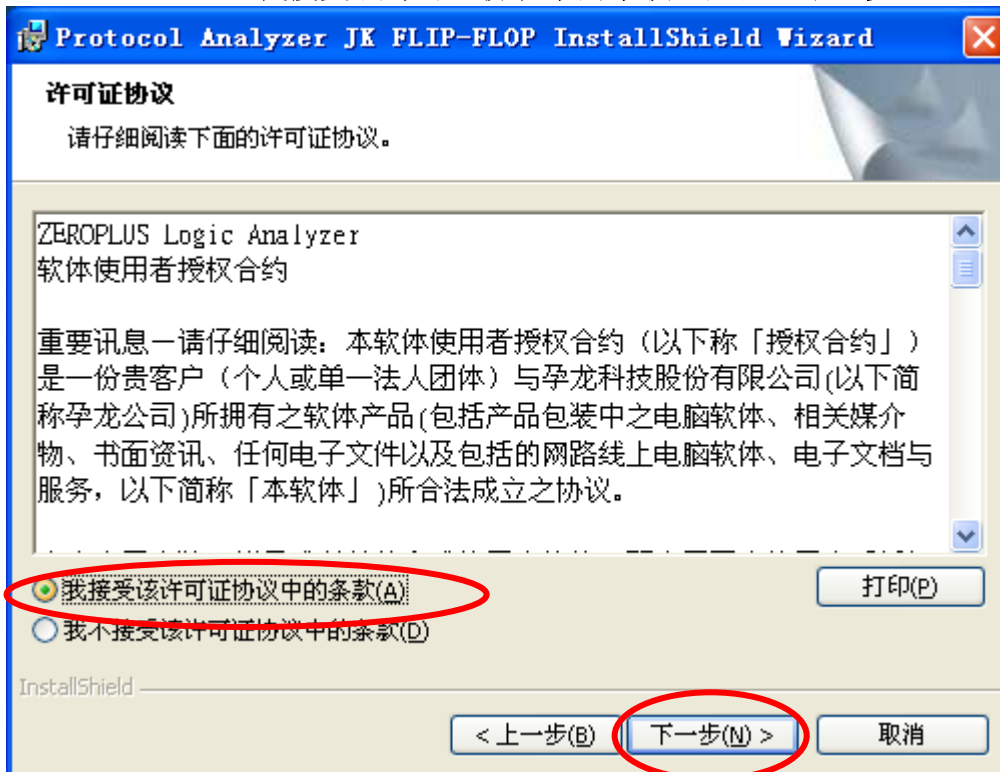 Protocol Analyzer JK FLIP-FLOP InstallShield Wizard
许可证协议
请仔细阅读下面的许可证协议。
ZEROPLUS Logic Analyzer
软体使用者授权合约
重要讯息－请仔细阅读：本软体使用者授权合约（以下称「授权合约」）
是一份贵客户（个人或单一法人团体）与孕龙科技股份有限公司(以下简
称孕龙公司)所拥有之软体产品(包括产品包装中之电脑软体、相关媒介
物、书面资讯、任何电子文件以及包括的网路线上电脑软体、电子文档与
服务，以下简称「本软体」)所合法成立之协议。
我接受该许可证协议中的条款(A)
打印(P)
我不接受该许可证协议中的条款(D)
InstallShield
< 上一步(B)
下一步(N) >
取消